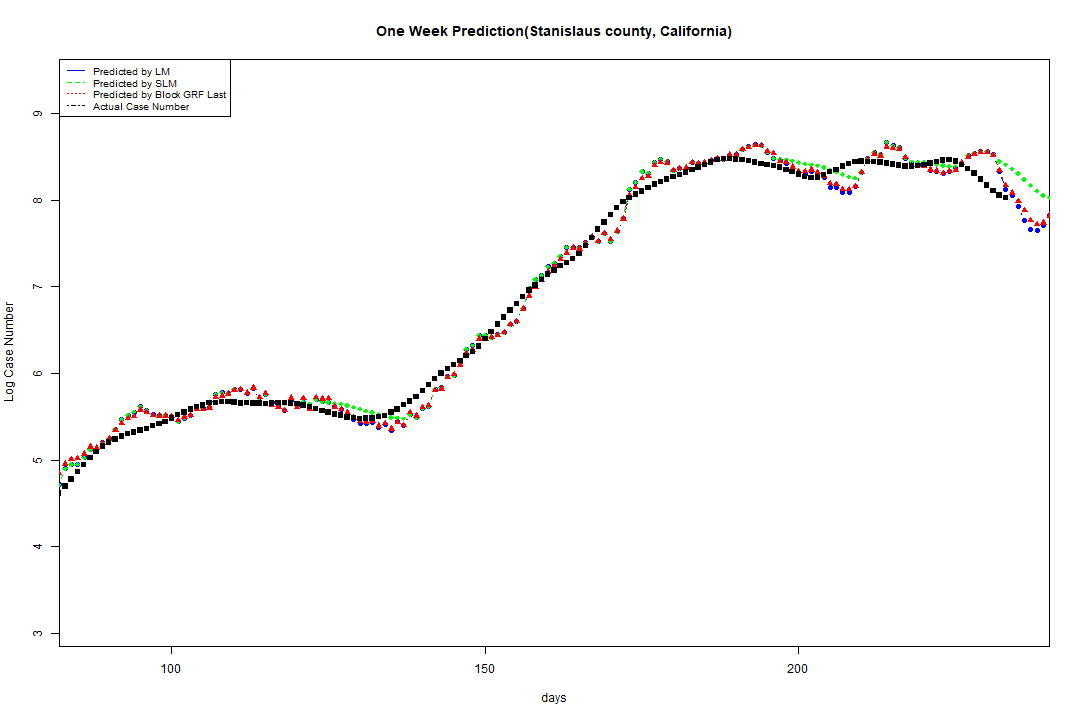 One Week Prediction(Stanislaus county, California)
Predicted by LM
Predicted by SLM
Predicted by Block GRF Last
Actual Case Number
9
8
7
6
5
4
3
Log Case Number
100
150
200
days